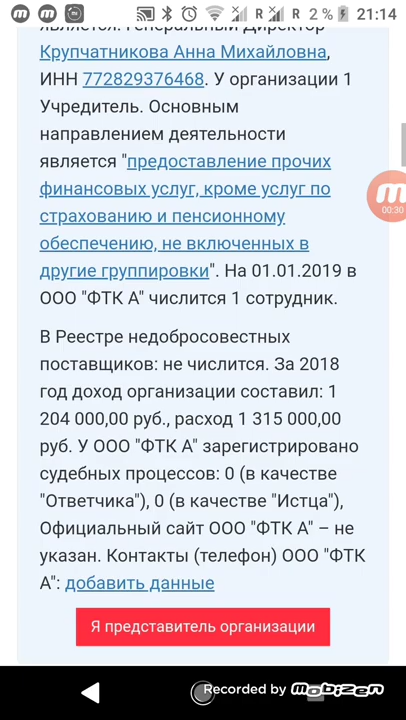 R R 2 % 21:14
является: Генеральный Директор
Крупчатникова Анна Михайловна,
ИНН 772829376468. У организации 1
Учредитель. Основным
направлением деятельности
является "предоставление прочих
финансовых услуг, кроме услуг по
страхованию и пенсионному
обеспечению, не включенных в
другие группировки". На 01.01.2019 в
ООО "ФТК А" числится 1 сотрудник.
00:30
В Реестре недобросовестных
поставщиков: не числится. За 2018
год доход организации составил: 1
204 000,00 руб., расход 1 315 000,00
руб. У ООО "ФТК А" зарегистрировано
судебных процессов: 0 (в качестве
"Ответчика"), 0 (в качестве "Истца"),
Официальный сайт ООО "ФТК А" – не
указан. Контакты (телефон) ООО "ФТК
А": добавить данные
Я представитель организации
Recorded by mobizen